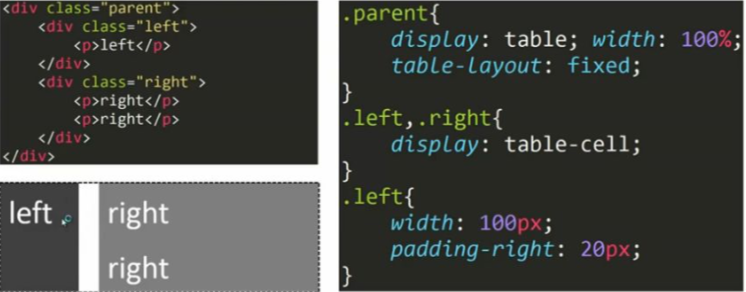 <div class="parent">
    <div class="left">
        <p>left</p>
    </div>
    <div class="right">
        <p>right</p>
        <p>right</p>
    </div>
</div>
left
right
right
.parent{
    display: table; width: 100%;
    table-layout: fixed;
}
.left,.right{
    display: table-cell;
}
.left{
    width: 100px;
    padding-right: 20px;
}